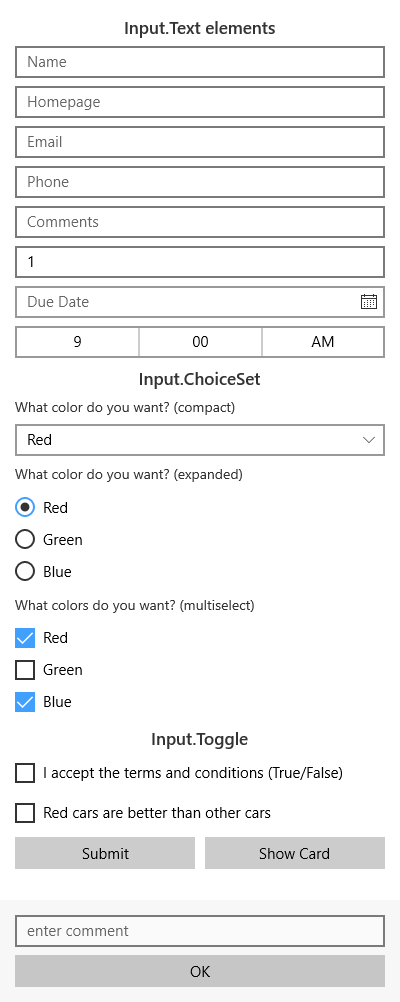 Input.Text elements
Name
Homepage
Email
Phone
Comments
1
Due Date
9 00 AM
Input.ChoiceSet
What color do you want? (compact)
Red
What color do you want? (expanded)
Red
Green
Blue
What colors do you want? (multiselect)
Red
Green
Blue
Input.Toggle
I accept the terms and conditions (True/False)
Red cars are better than other cars
Submit Show Card
enter comment
OK